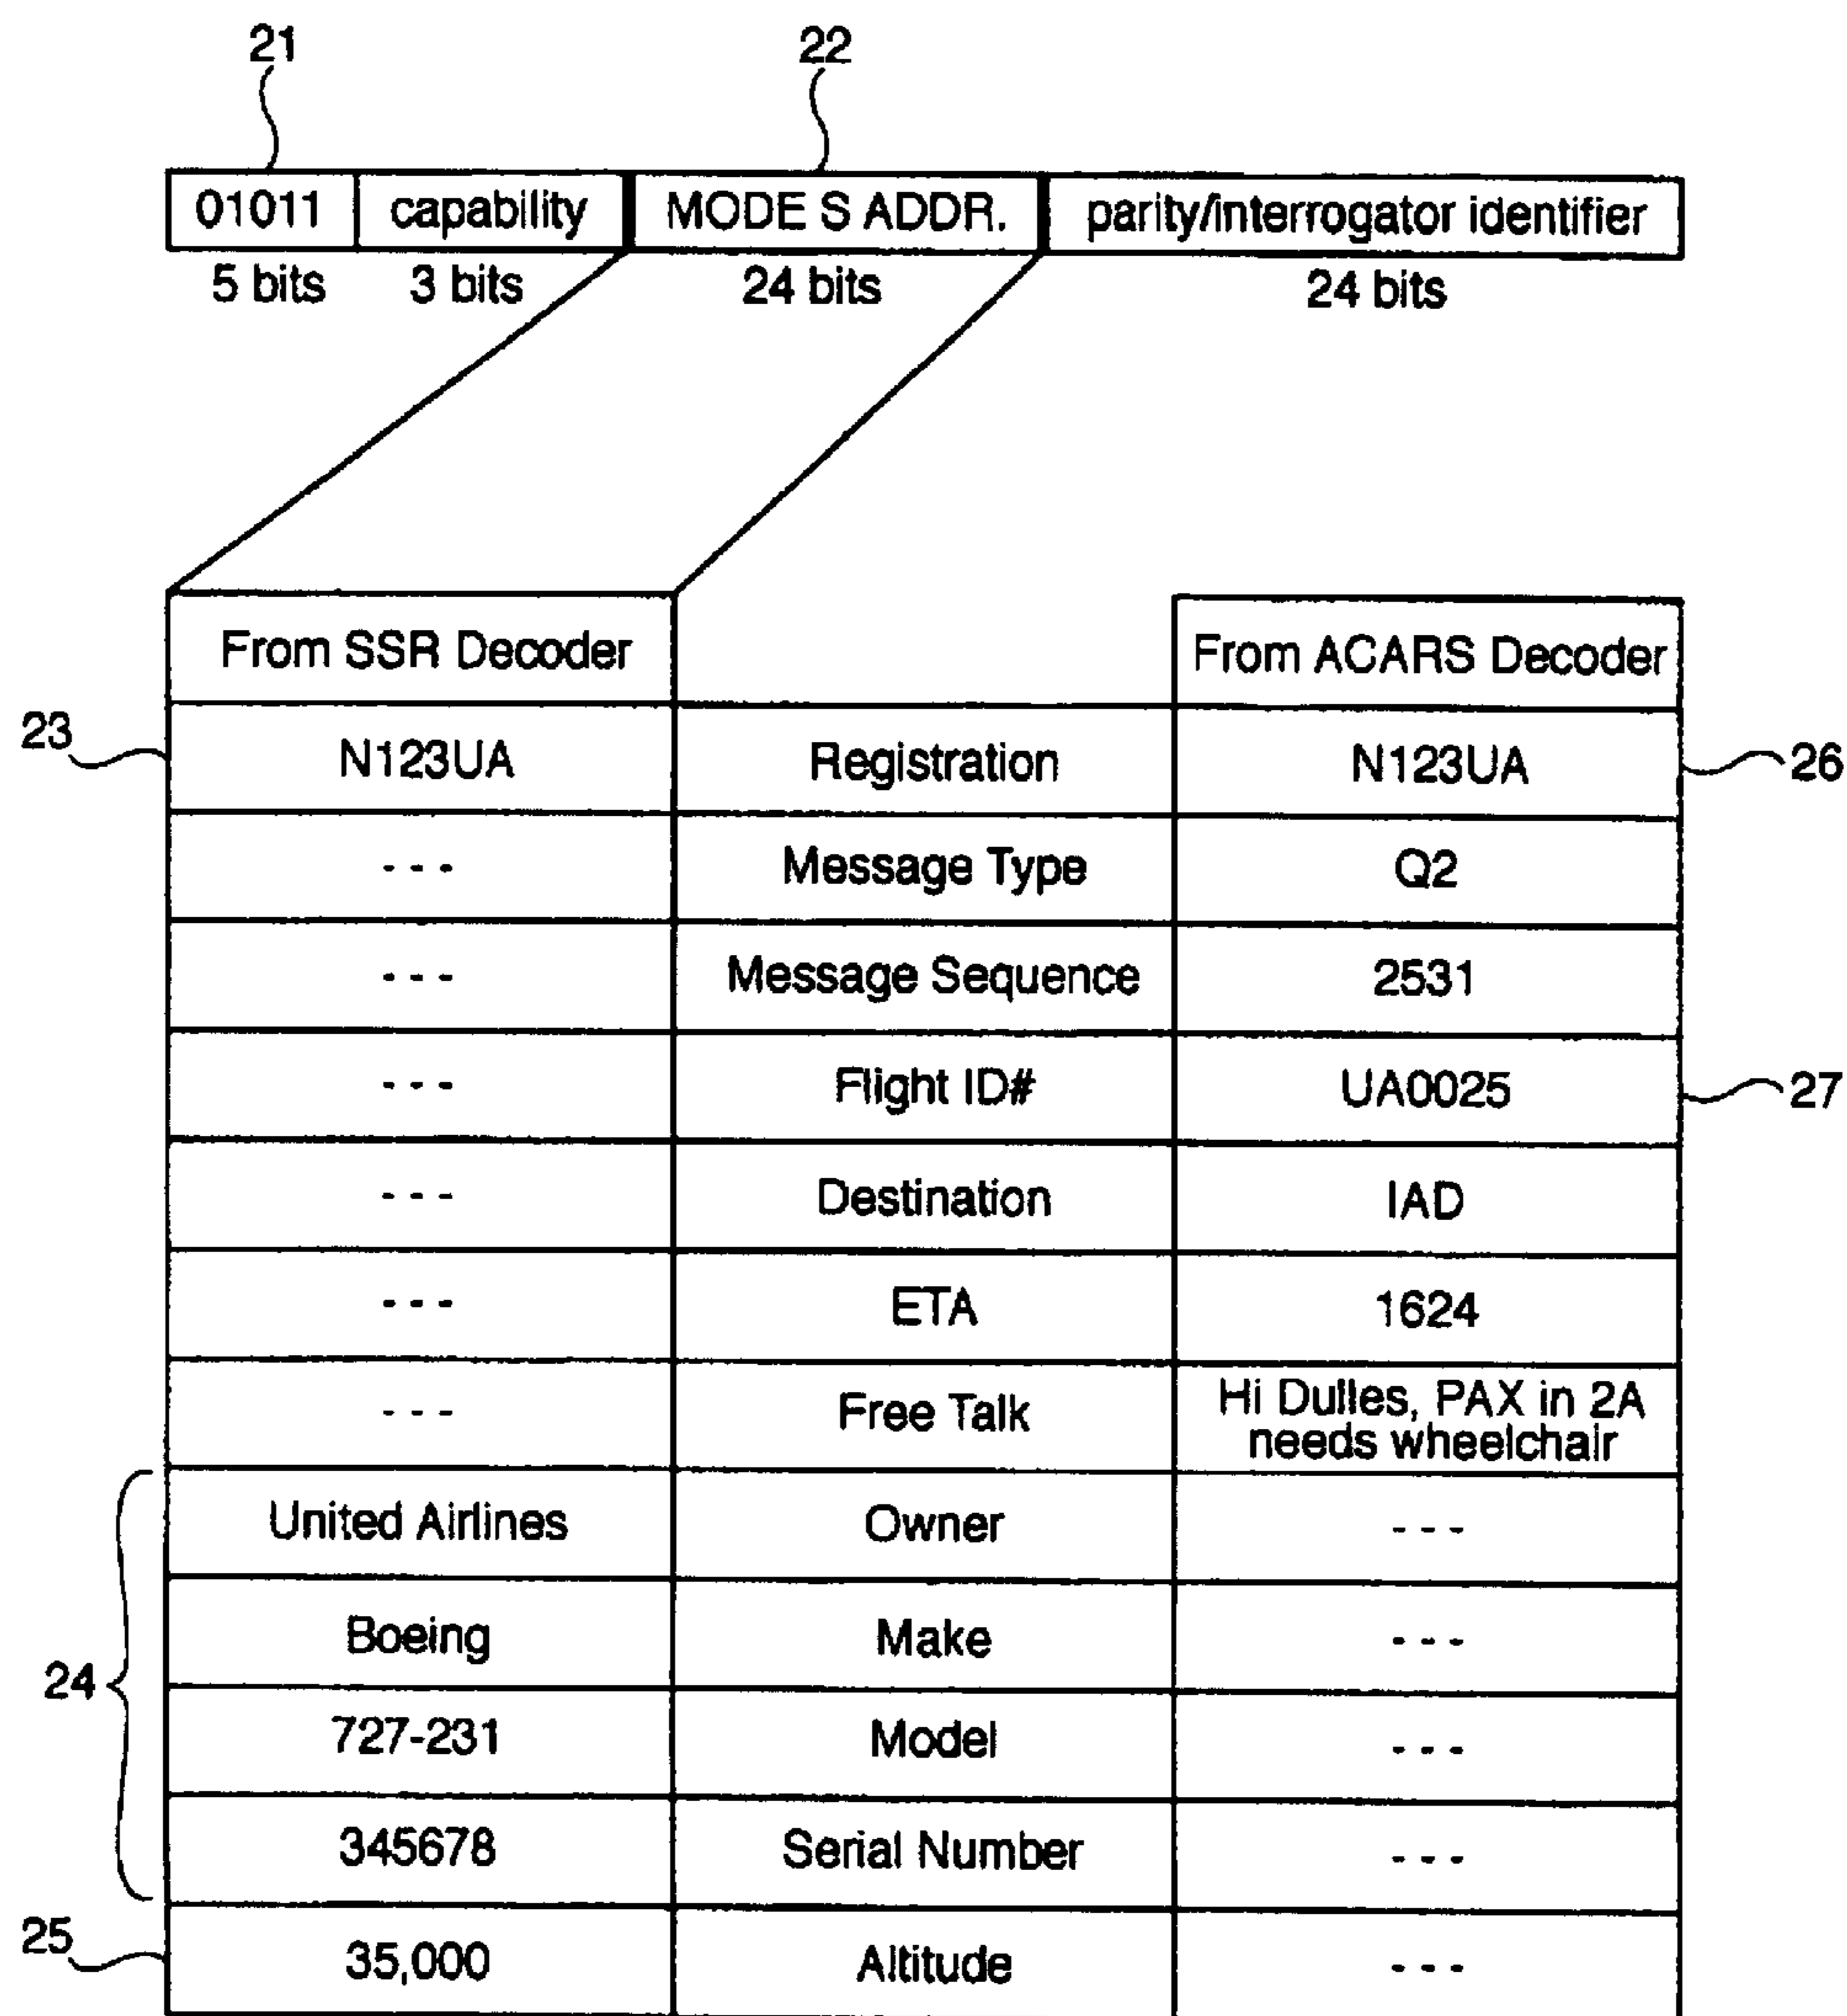 21 22
01011 capability MODE S ADDR. parity/interrogator identifier
5 bits 3 bits 24 bits 24 bits
From SSR Decoder From ACARS Decoder
23 N123UA Registration N123UA 26
--- Message Type Q2
--- Message Sequence 2531
--- Flight ID# UA0025 27
--- Destination IAD
--- ETA 1624
--- Free Talk Hi Dulles, PAX in 2A
needs wheelchair
United Airlines Owner ---
Boeing Make ---
24
727-231 Model ---
345678 Serial Number ---
25 35,000 Altitude ---